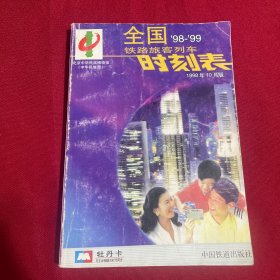 全国 '98-'99
铁路旅客列车
时刻表
1998年10月版
牡丹卡
中国铁道出版社